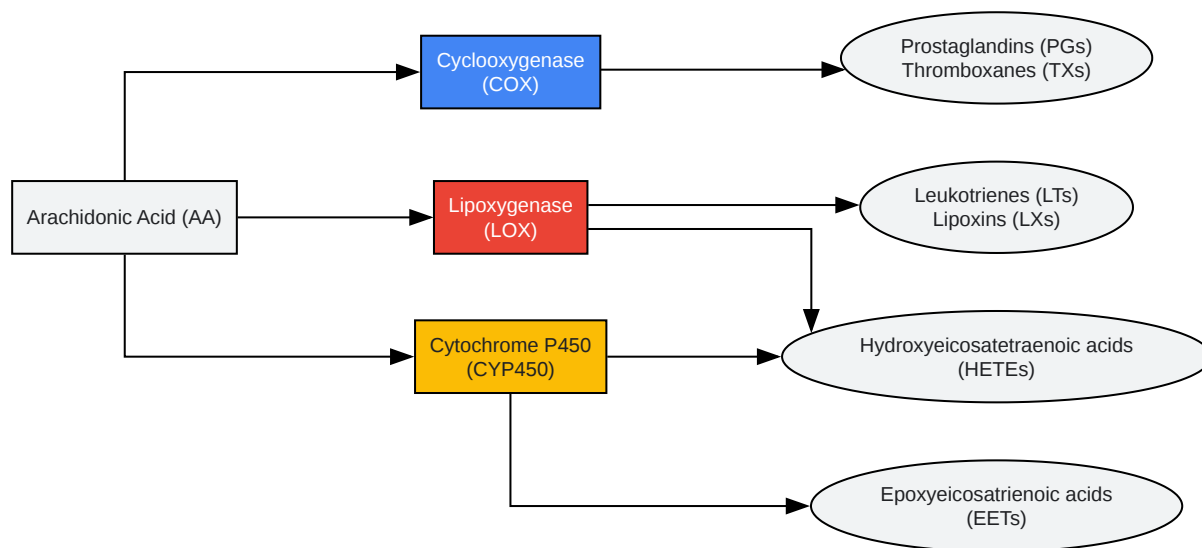 Cyclooxygenase
(COX)
Prostaglandins (PGs)
Thromboxanes (TXs)
Arachidonic Acid (AA)
Lipoxygenase
(LOX)
Leukotrienes (LTs)
Lipoxins (LXs)
Cytochrome P450
(CYP450)
Hydroxyeicosatetraenoic acids
(HETEs)
Epoxyeicosatrienoic acids
(EETs)